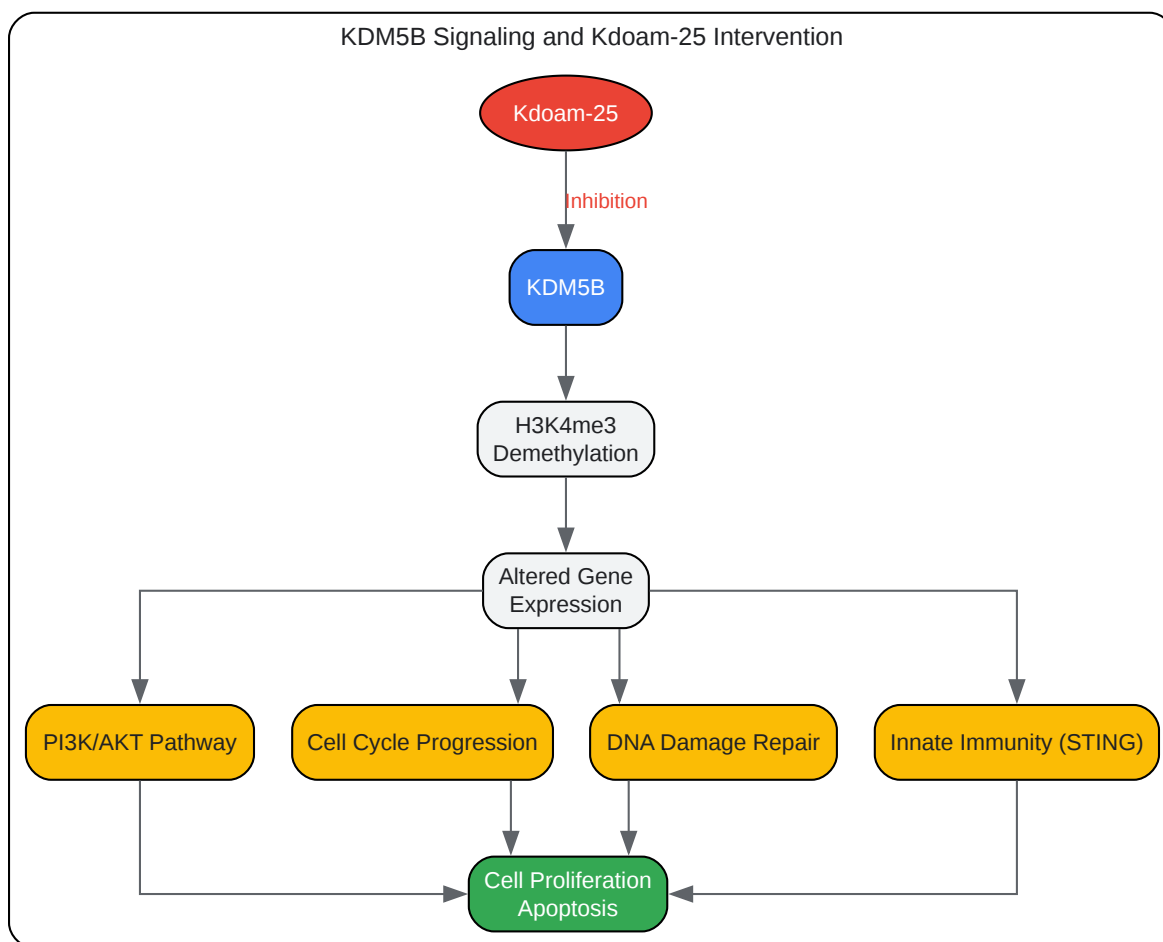 KDM5B Signaling and Kdoam-25 Intervention
Kdoam-25
Inhibition
KDM5B
H3K4me3
Demethylation
Altered Gene
Expression
PI3K/AKT Pathway
Cell Cycle Progression
DNA Damage Repair
Innate Immunity (STING)
Cell Proliferation
Apoptosis